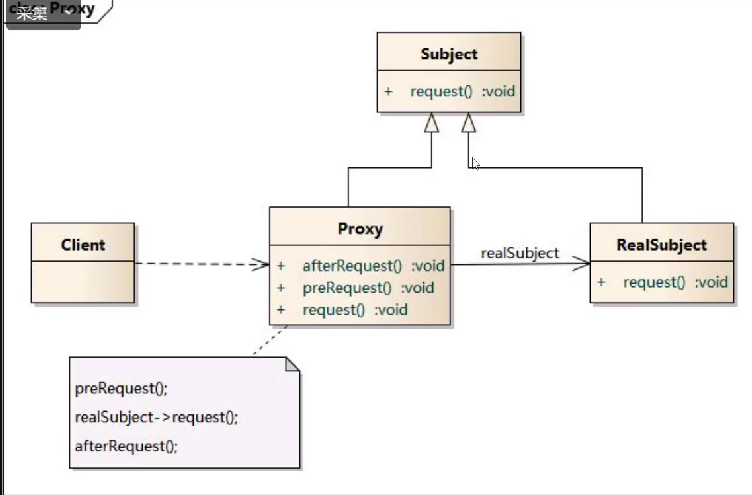 采集
Proxy
Subject
+ request() :void
Client
Proxy
+ afterRequest() :void
+ preRequest() :void
+ request() :void
realSubject
RealSubject
+ request() :void
preRequest();
realSubject->request();
afterRequest();